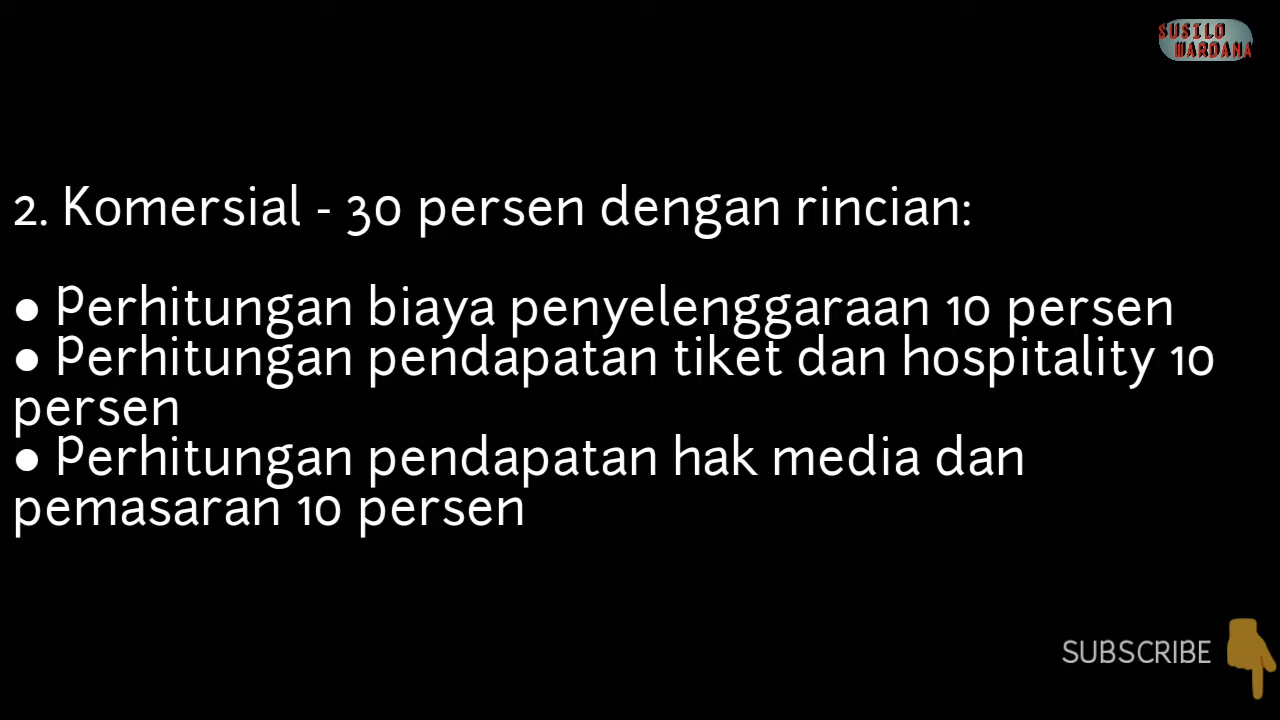 SUSILO
WARDANA
2. Komersial - 30 persen dengan rincian:
● Perhitungan biaya penyelenggaraan 10 persen
● Perhitungan pendapatan tiket dan hospitality 10
persen
● Perhitungan pendapatan hak media dan
pemasaran 10 persen
SUBSCRIBE